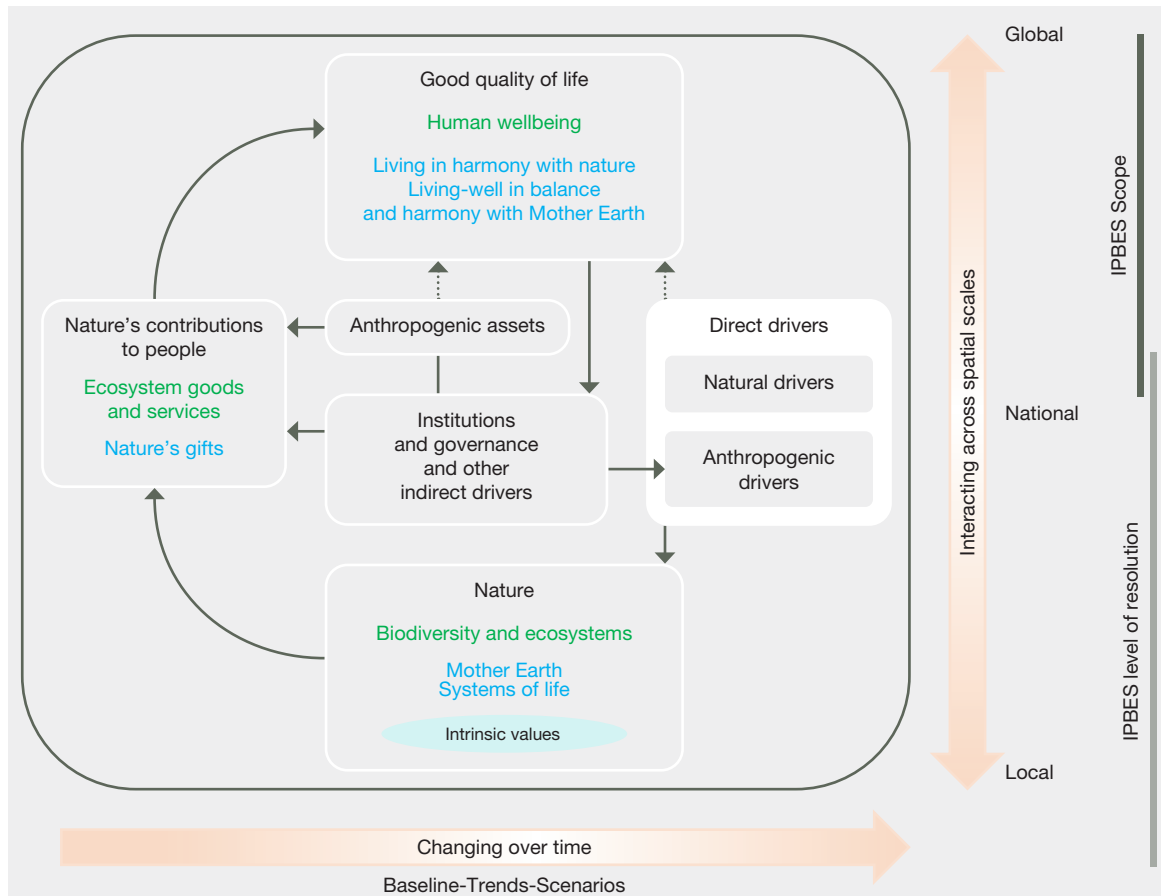 Good quality of life
Human wellbeing
Living in harmony with nature
Living-well in balance
and harmony with Mother Earth
Nature’s contributions
to people
Ecosystem goods
and services
Nature’s gifts
Anthropogenic assets
Institutions
and governance
and other
indirect drivers
Direct drivers
Natural drivers
Anthropogenic
drivers
Nature
Biodiversity and ecosystems
Mother Earth
Systems of life
Intrinsic values
Changing over time
Baseline-Trends-Scenarios
Interacting across spatial scales
Global
National
Local
IPBES Scope
IPBES level of resolution